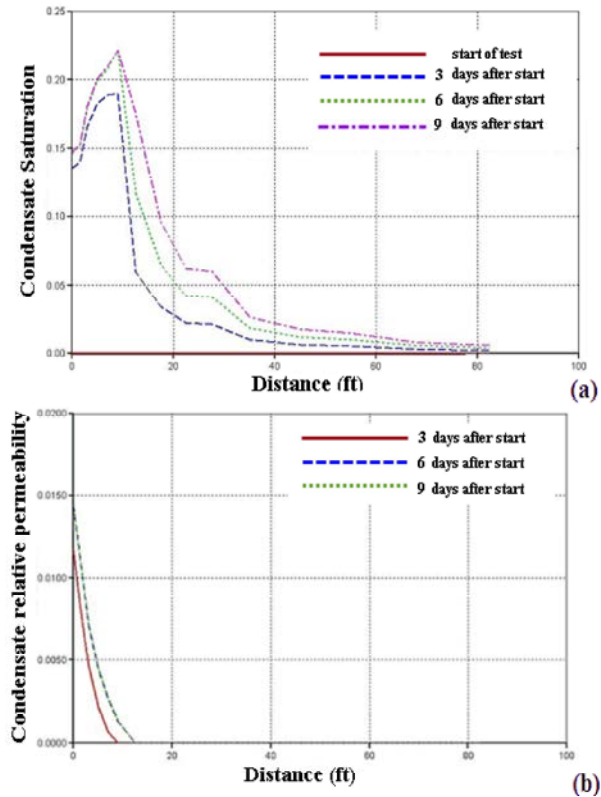 0.25
0.20
0.15
0.10
0.05
0.00
Condensate Saturation
start of test
3 days after start
6 days after start
9 days after start
0
20
40
60
80
100
Distance (ft)
(a)
0.0200
0.0150
0.0100
0.0050
0.0000
Condensate relative permeability
3 days after start
6 days after start
9 days after start
0
20
40
60
80
100
Distance (ft)
(b)